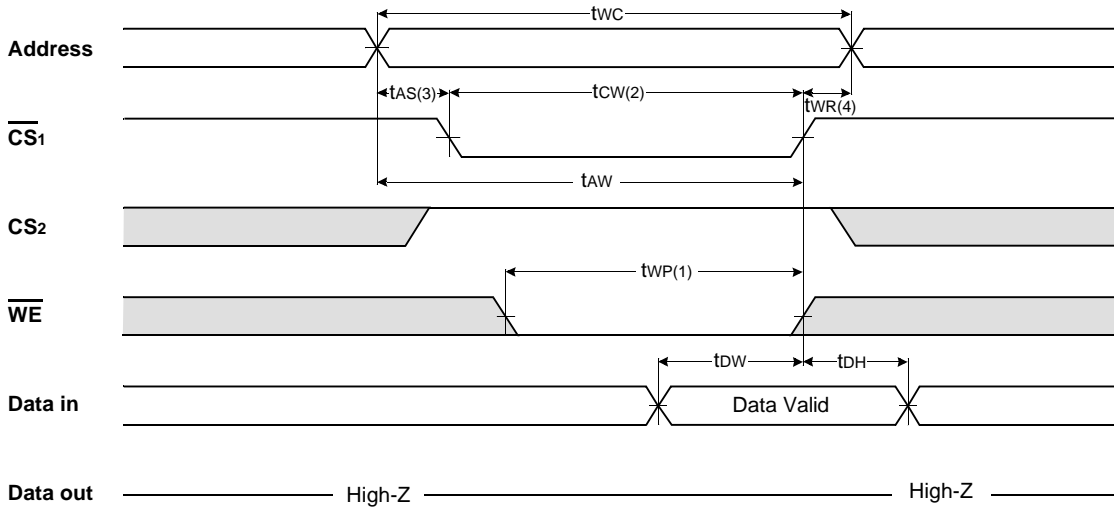 tWC
Address
tAS(3)
tCW(2)
tWR(4)
CS1
tAW
CS2
tWP(1)
WE
tDW
tDH
Data in
Data Valid
Data out
High-Z
High-Z